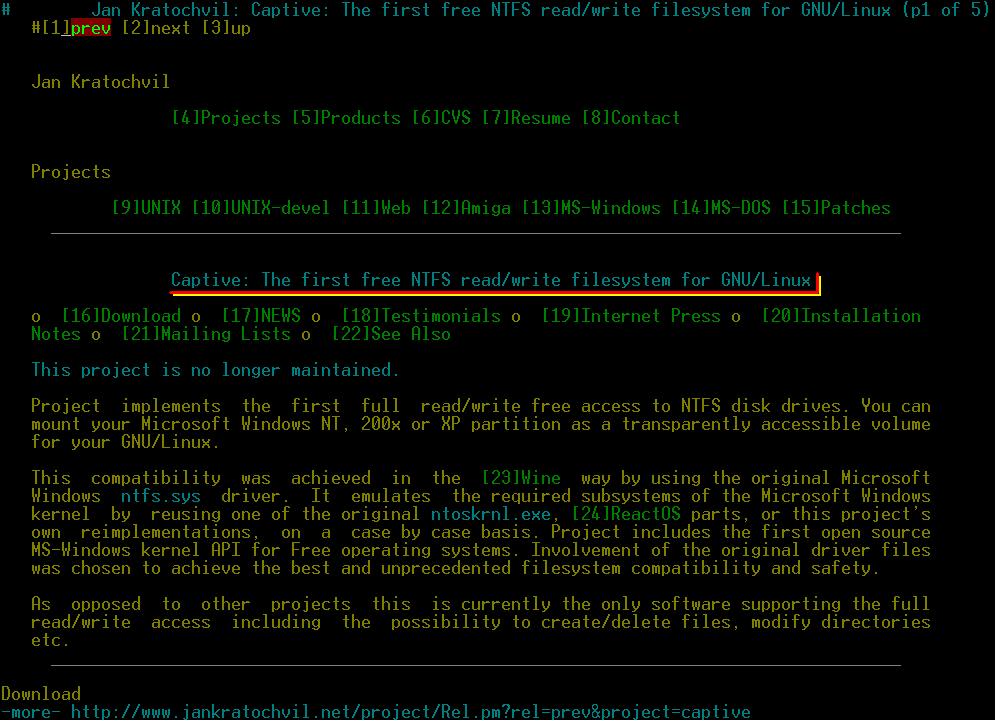 # Jan Kratochvil: Captive: The first free NTFS read/write filesystem for GNU/Linux (p1 of 5)
#[1]prev [2]next [3]up
Jan Kratochvil
[4]Projects [5]Products [6]CVS [7]Resume [8]Contact
Projects
[9]UNIX [10]UNIX-devel [11]Web [12]Amiga [13]MS-Windows [14]MS-DOS [15]Patches
Captive: The first free NTFS read/write filesystem for GNU/Linux
o [16]Download o [17]NEWS o [18]Testimonials o [19]Internet Press o [20]Installation
Notes o [21]Mailing Lists o [22]See Also
This project is no longer maintained.
Project implements the first full read/write free access to NTFS disk drives. You can
mount your Microsoft Windows NT, 200x or XP partition as a transparently accessible volume
for your GNU/Linux.
This compatibility was achieved in the [23]Wine way by using the original Microsoft
Windows ntfs.sys driver. It emulates the required subsystems of the Microsoft Windows
kernel by reusing one of the original ntoskrnl.exe, [24]ReactOS parts, or this project's
own reimplementations, on a case by case basis. Project includes the first open source
MS-Windows kernel API for Free operating systems. Involvement of the original driver files
was chosen to achieve the best and unprecedented filesystem compatibility and safety.
As opposed to other projects this is currently the only software supporting the full
read/write access including the possibility to create/delete files, modify directories
etc.
Download
-more- http://www.jankratochvil.net/project/Rel.pm?rel=prev&project=captive